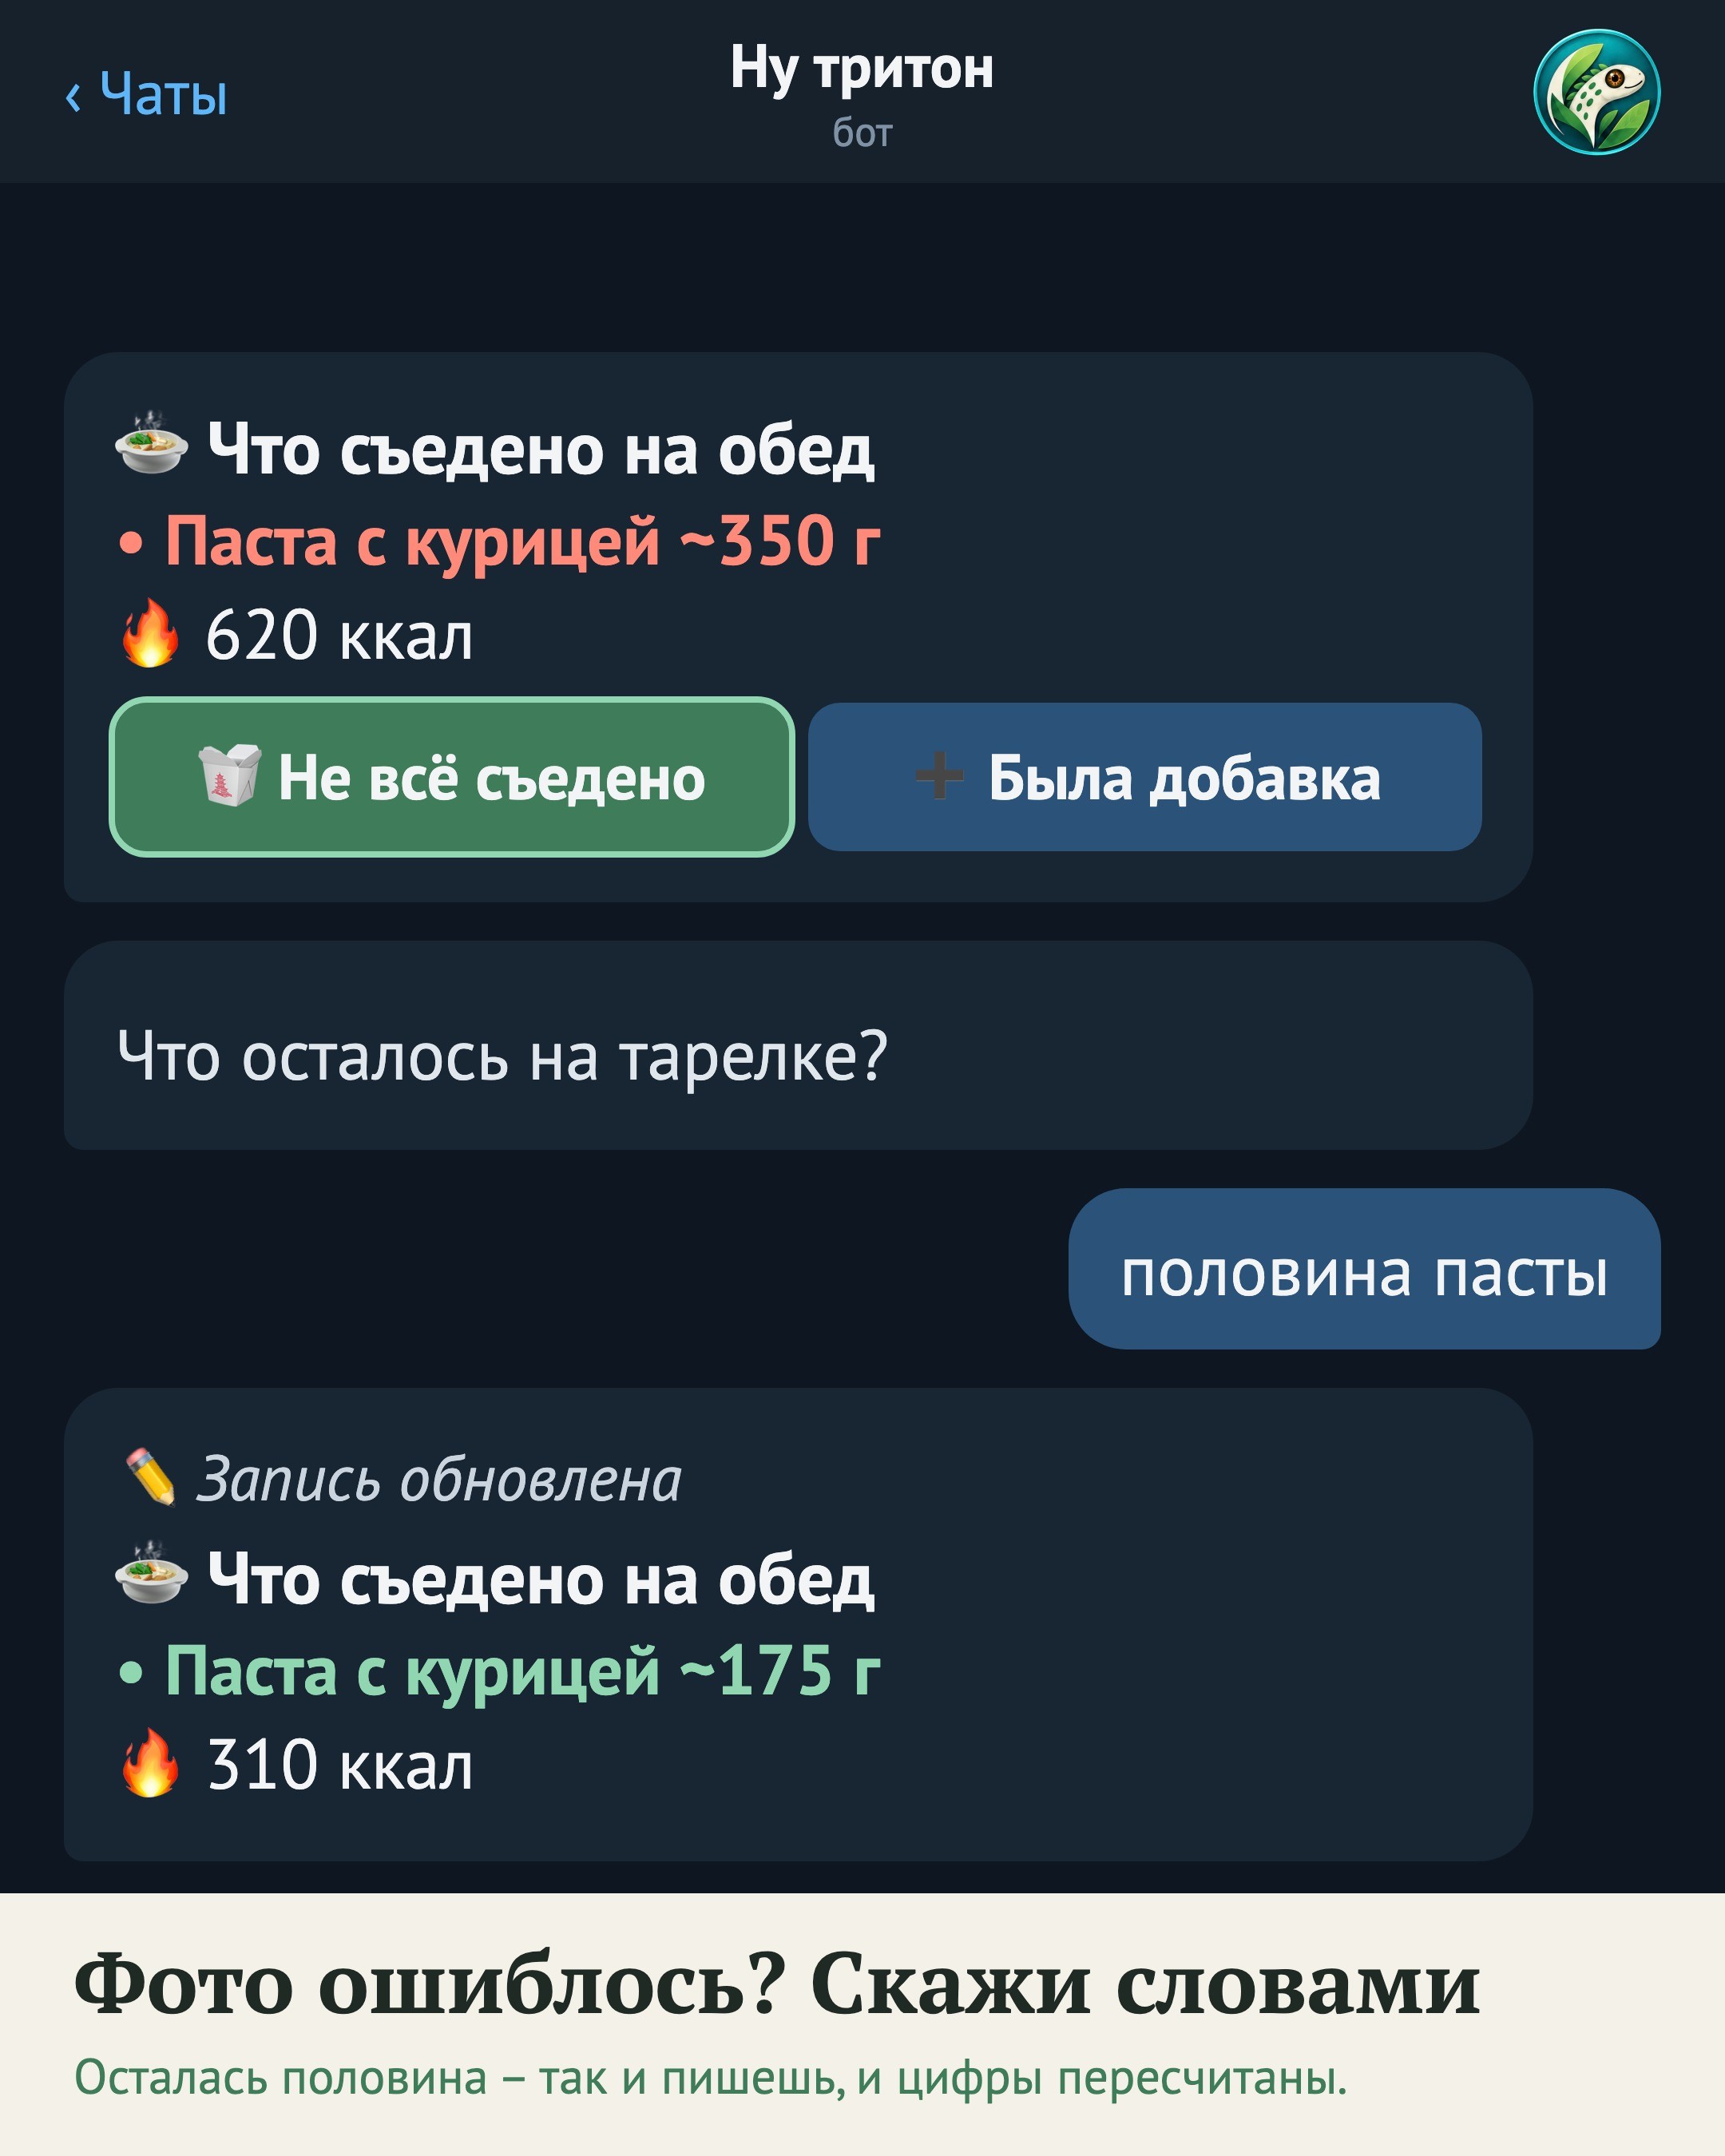 ‹ Чаты
Ну тритон
бот
🍲 Что съедено на обед
• Паста с курицей ~350 г
🔥 620 ккал
🥡 Не всё съедено
➕ Была добавка
Что осталось на тарелке?
половина пасты
✏️ Запись обновлена
🍲 Что съедено на обед
• Паста с курицей ~175 г
🔥 310 ккал
Фото ошиблось? Скажи словами
Осталась половина – так и пишешь, и цифры пересчитаны.